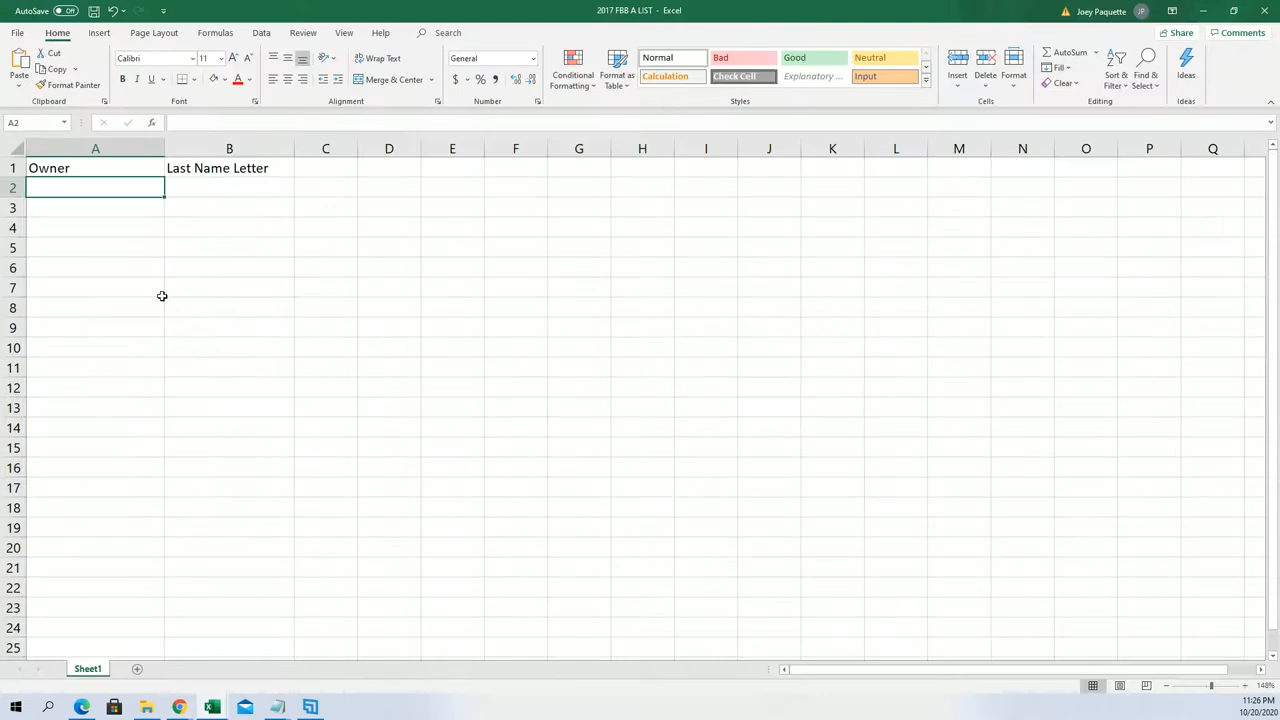 AutoSave Off 2017 FBB A LIST - Excel Joey Paquette JP
File Home Insert Page Layout Formulas Data Review View Help Search Share Comments
Paste Cut Copy Format Painter Clipboard
Calibri 11 B I U A Font
ab Wrap Text Merge & Center Alignment
General $ % , Number
Conditional Formatting Format as Table
Normal Bad Good Neutral
Calculation Check Cell Explanatory ... Input
Styles
Insert Delete Format Cells
AutoSum Fill Clear Sort & Filter Find & Select Editing
Ideas Ideas
A2 fx
A B C D E F G H I J K L M N O P Q
1 Owner Last Name Letter
2
3
4
5
6
7
8
9
10
11
12
13
14
15
16
17
18
19
20
21
22
23
24
25
Sheet1
148%
11:26 PM
10/20/2020